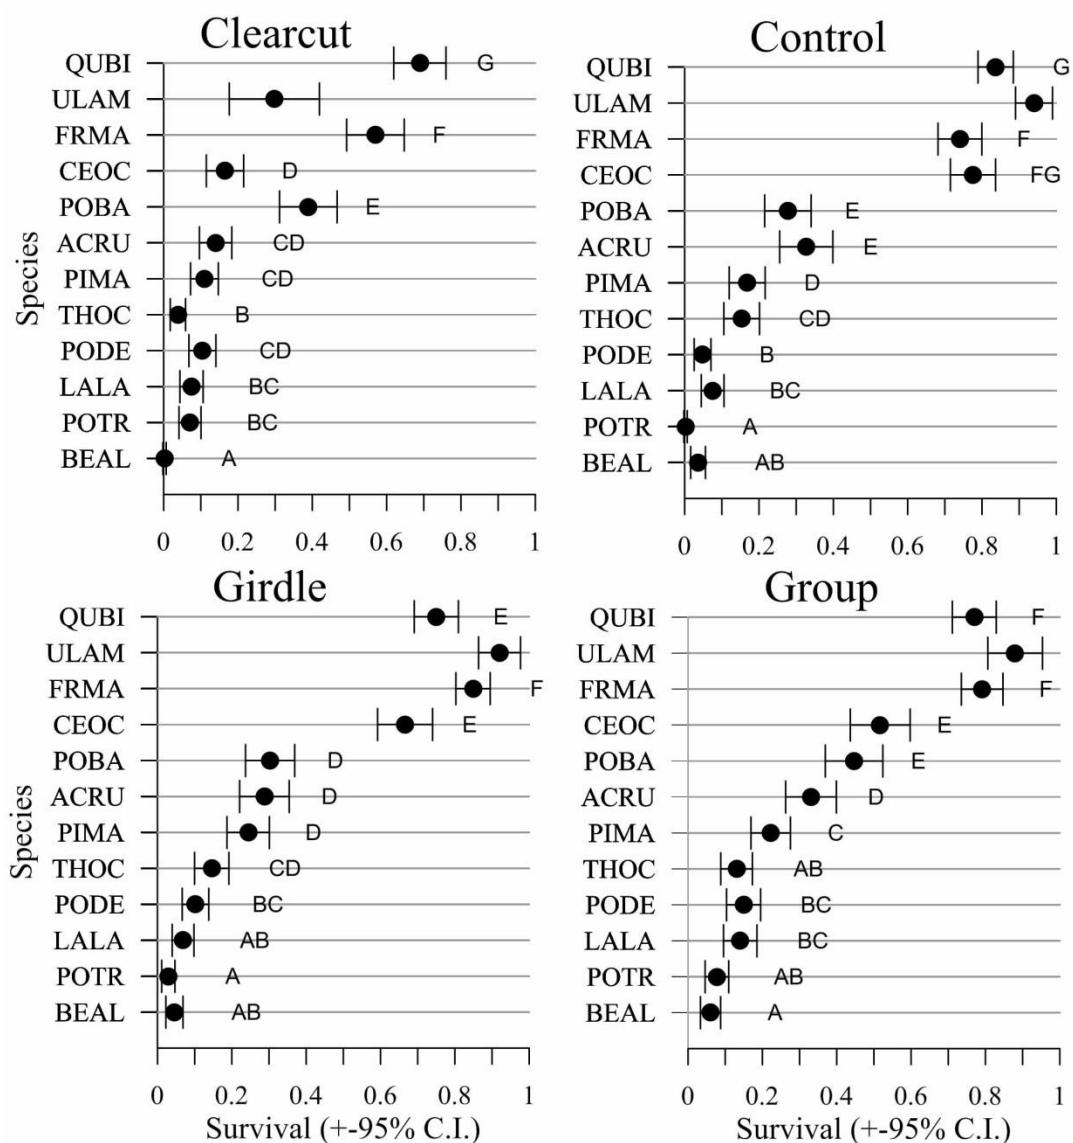 Clearcut
Species
QUBI G
ULAM
FRMA F
CEOC D
POBA E
ACRU CD
PIMA CD
THOC B
PODE CD
LALA BC
POTR BC
BEAL A
0 0.2 0.4 0.6 0.8 1
Control
QUBI G
ULAM
FRMA F
CEOC FG
POBA E
ACRU E
PIMA D
THOC CD
PODE B
LALA BC
POTR A
BEAL AB
0 0.2 0.4 0.6 0.8 1
Girdle
Species
QUBI E
ULAM
FRMA F
CEOC E
POBA D
ACRU D
PIMA D
THOC CD
PODE BC
LALA AB
POTR A
BEAL AB
0 0.2 0.4 0.6 0.8 1
Survival (+-95% C.I.)
Group
QUBI F
ULAM
FRMA F
CEOC E
POBA E
ACRU D
PIMA C
THOC AB
PODE BC
LALA BC
POTR AB
BEAL A
0 0.2 0.4 0.6 0.8 1
Survival (+-95% C.I.)